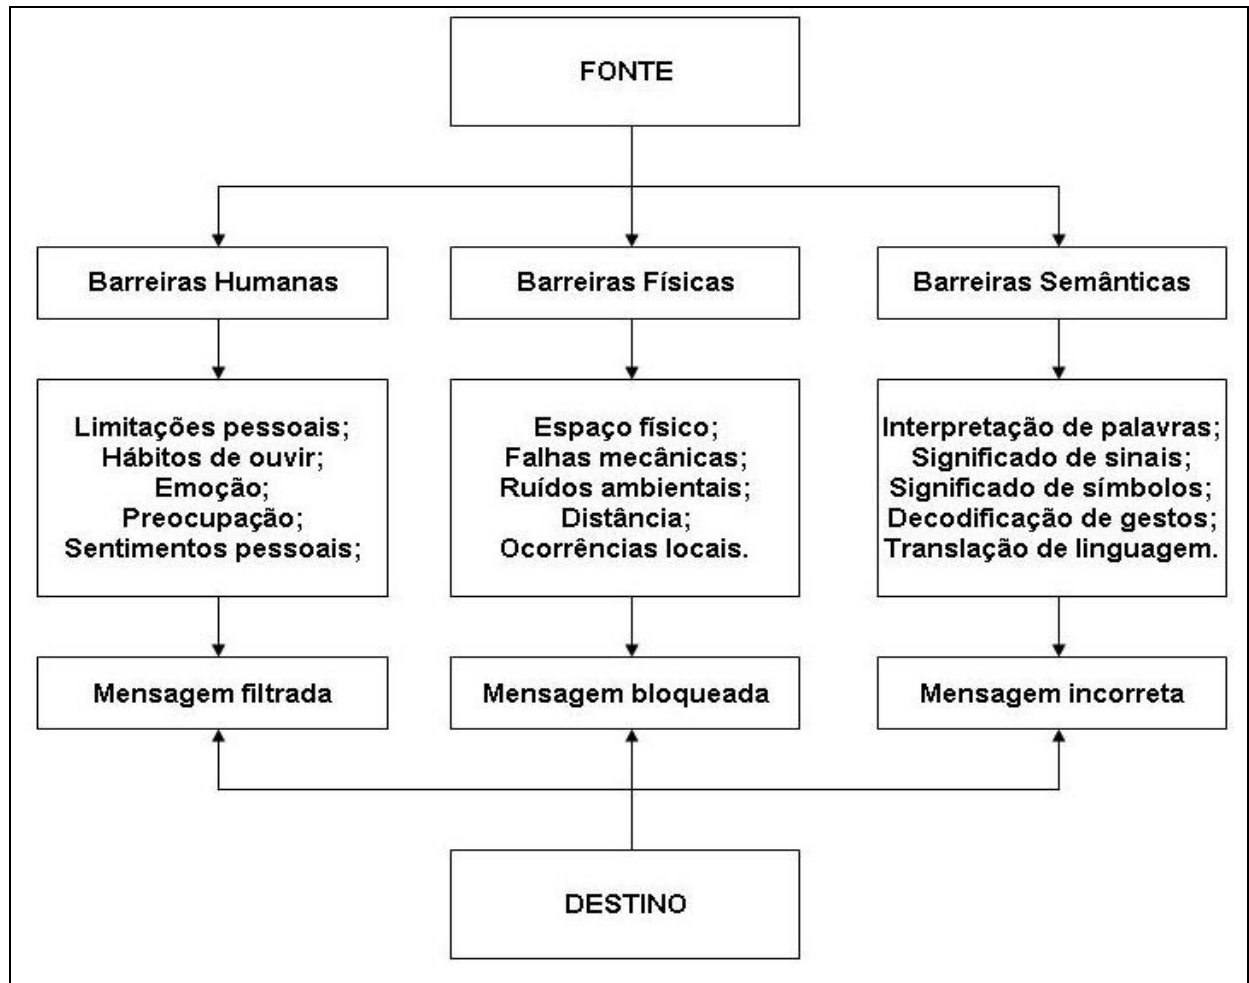 FONTE
Barreiras Humanas
Barreiras Físicas
Barreiras Semânticas
Limitações pessoais;
Hábitos de ouvir;
Emoção;
Preocupação;
Sentimentos pessoais;
Espaço físico;
Falhas mecânicas;
Ruídos ambientais;
Distância;
Ocorrências locais.
Interpretação de palavras;
Significado de sinais;
Significado de símbolos;
Decodificação de gestos;
Translação de linguagem.
Mensagem filtrada
Mensagem bloqueada
Mensagem incorreta
DESTINO